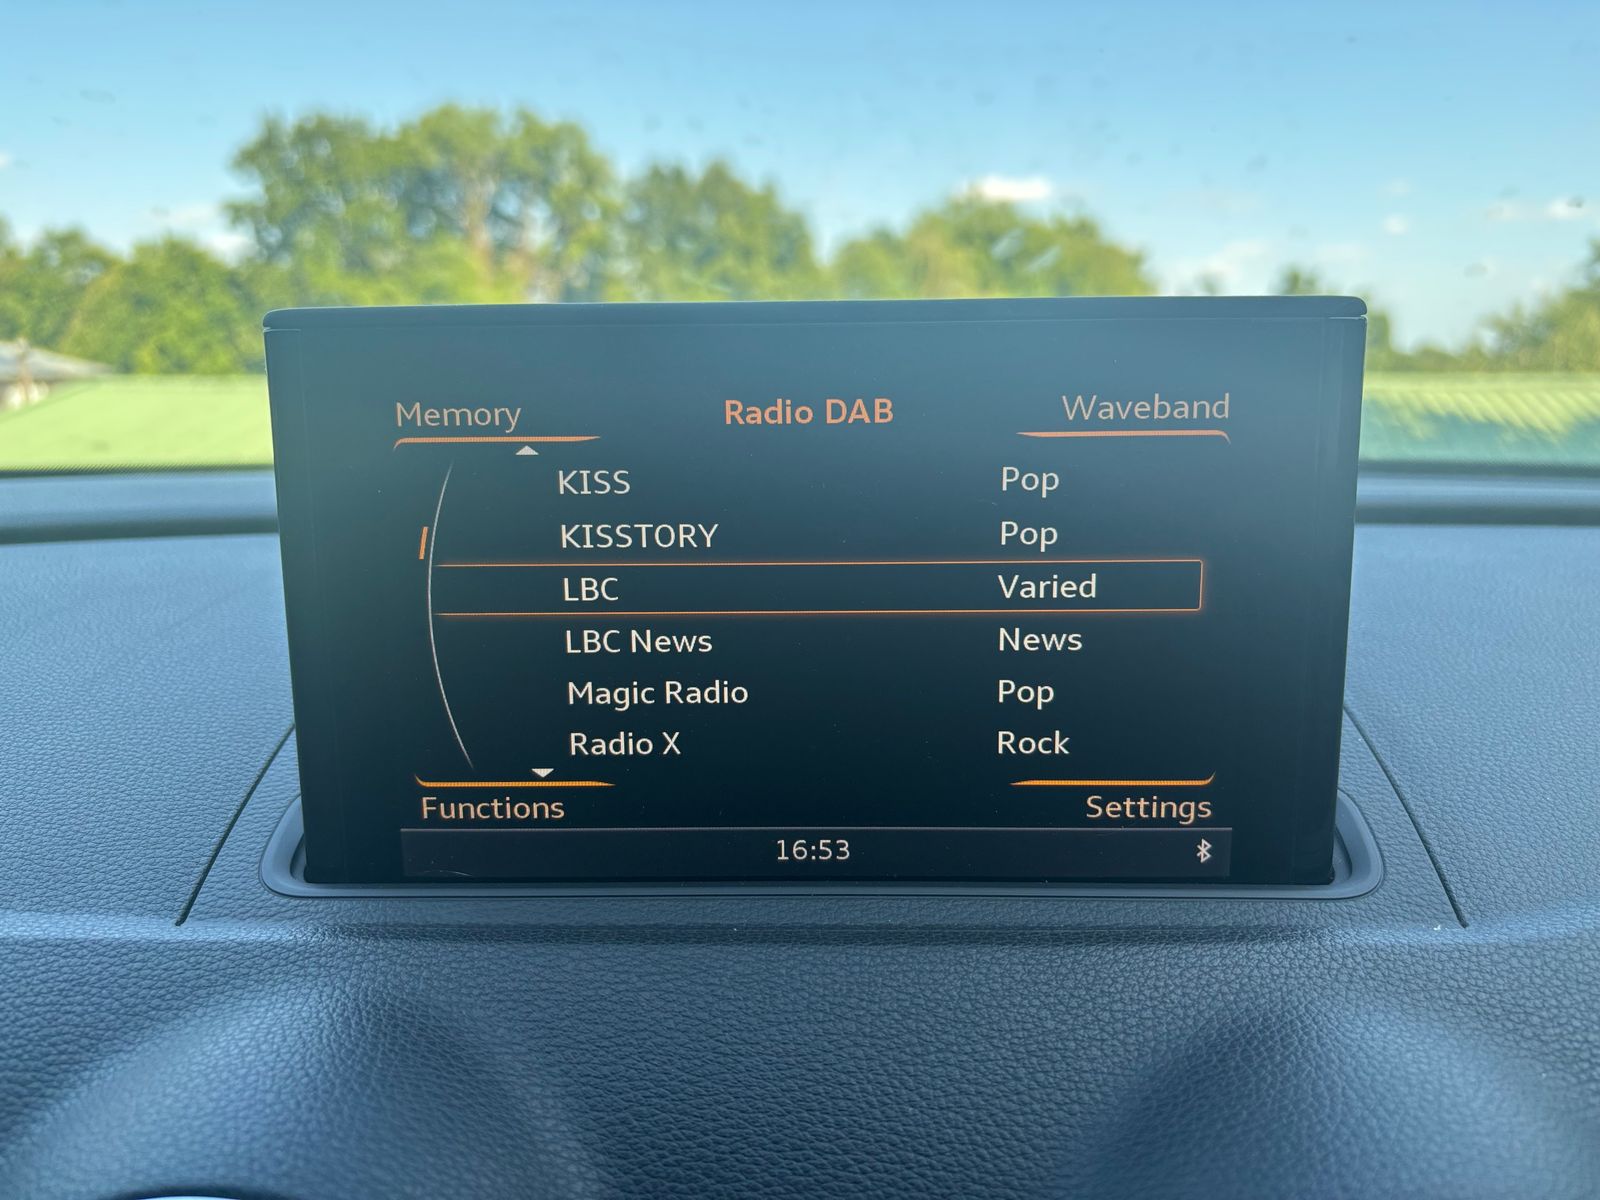 Memory Radio DAB Waveband
KISS Pop
KISSTORY Pop
LBC Varied
LBC News News
Magic Radio Pop
Radio X Rock
Functions Settings
16:53